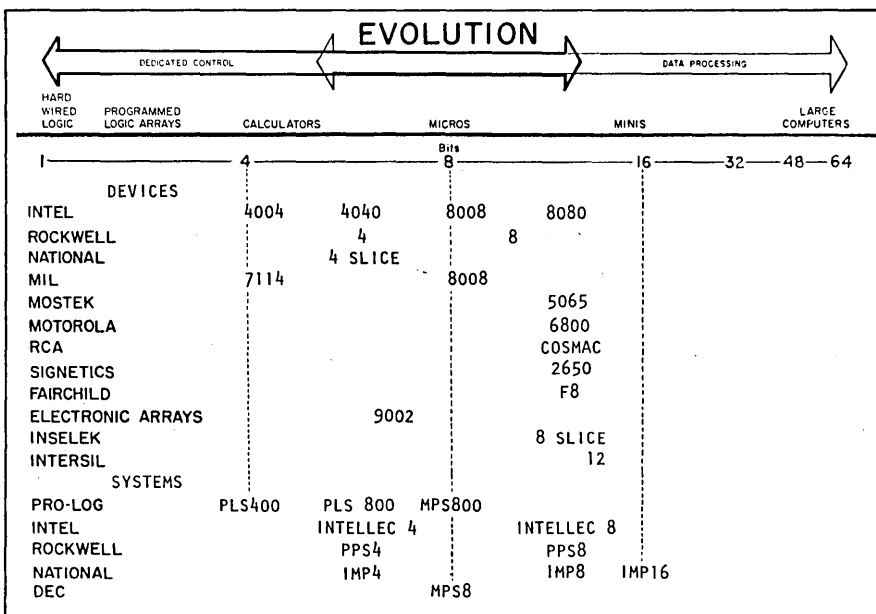 EVOLUTION
DEDICATED CONTROL DATA PROCESSING
HARD WIRED LOGIC PROGRAMMED LOGIC ARRAYS CALCULATORS MICROS MINIS LARGE COMPUTERS
Bits
1 4 8 16 32 48 64
DEVICES
INTEL 4004 4040 8008 8080
ROCKWELL 4 8
NATIONAL 4 SLICE
MIL 7114 8008
MOSTEK 5065
MOTOROLA 6800
RCA COSMAC
SIGNETICS 2650
FAIRCHILD F8
ELECTRONIC ARRAYS 9002
INSELEK 8 SLICE
INTERSIL 12
SYSTEMS
PRO-LOG PLS400 PLS 800 MPS800
INTEL INTELLEC 4 INTELLEC 8
ROCKWELL PPS4 PPS8
NATIONAL IMP4 IMP8 IMP16
DEC MPS8